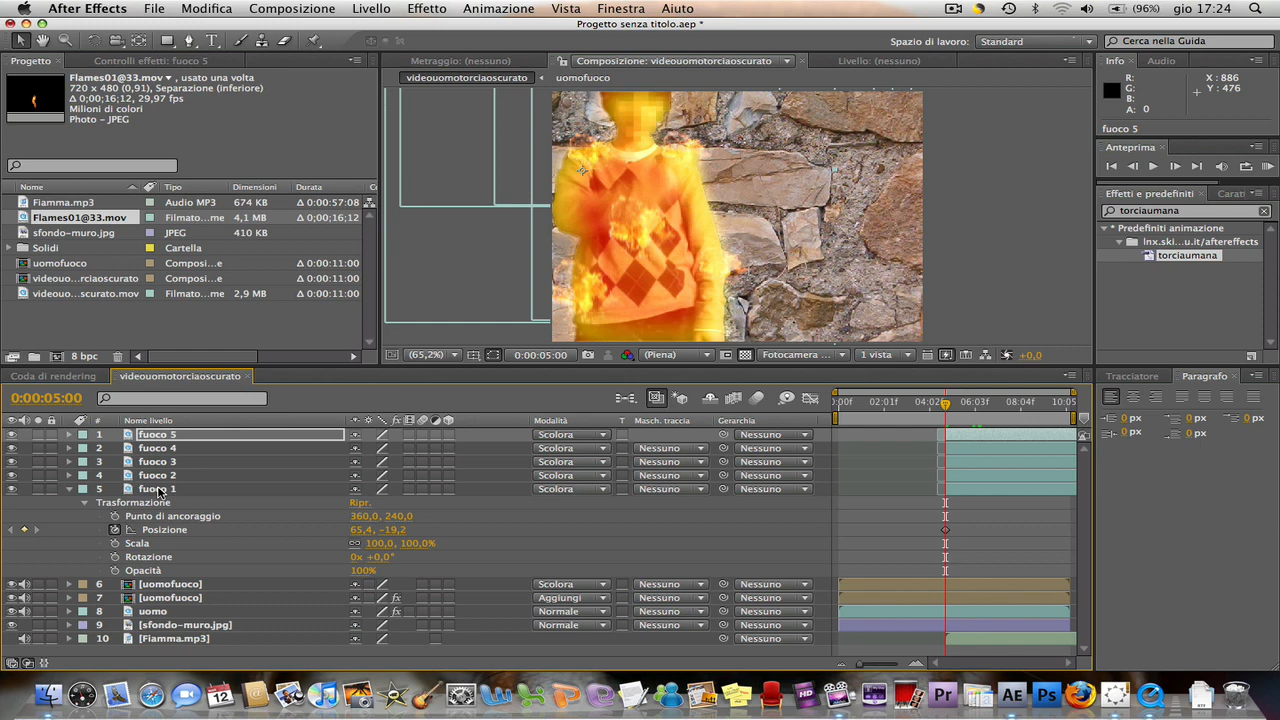 After Effects File Modifica Composizione Livello Effetto Animazione Vista Finestra Aiuto (96%) gio 17:24
Progetto senza titolo.aep *
Spazio di lavoro: Standard Cerca nella Guida
Progetto × Controlli effetti: fuoco 5
Metraggio: (nessuno) Composizione: videouomotorciaoscurato Livello: (nessuno)
Info × Audio
Flames01@33.mov ▼, usato una volta
720 x 480 (0,91), Separazione (inferiore)
Δ 0;00;16;12, 29,97 fps
Milioni di colori
Photo - JPEG
videouomotorciaoscurato uomofuoco
R:
G:
B:
A: 0
X: 886
Y: 476
fuoco 5
Anteprima ×
Nome Tipo Dimensioni Durata Co
Fiamma.mp3 Audio MP3 674 KB Δ 0:00:57:08
Flames01@33.mov Filmato...me 4,1 MB Δ 0;00;16;12
sfondo-muro.jpg JPEG 410 KB
Solidi Cartella
uomofuoco Composi...e Δ 0:00:11:00
videouo...rciaoscurato Composi...e Δ 0:00:11:00
videouo...scurato.mov Filmato...me 2,9 MB Δ 0:00:11:00
8 bpc
Effetti e predefiniti × Carati
torciaumana
* Predefiniti animazione
lnx.ski...u.it/aftereffects
torciaumana
(65,2%) 0:00:05:00 (Piena) Fotocamera ... 1 vista +0,0
Coda di rendering videouomotorciaoscurato ×
Tracciatore Paragrafo ×
0:00:05:00
0:00f 02:01f 04:02f 06:03f 08:04f 10:05f
0 px 0 px
0 px 0 px
0 px
# Nome livello Modalità T Masch. traccia Gerarchia
1 fuoco 5 Scolora Nessuno
2 fuoco 4 Scolora Nessuno Nessuno
3 fuoco 3 Scolora Nessuno Nessuno
4 fuoco 2 Scolora Nessuno Nessuno
5 fuoco 1 Scolora Nessuno Nessuno
Trasformazione Ripr.
Punto di ancoraggio 360,0, 240,0
Posizione 65,4, -19,2
Scala 100,0, 100,0%
Rotazione 0x +0,0°
Opacità 100%
6 [uomofuoco] Scolora Nessuno Nessuno
7 [uomofuoco] Aggiungi Nessuno Nessuno
8 uomo Normale Nessuno Nessuno
9 [sfondo-muro.jpg] Normale Nessuno Nessuno
10 [Fiamma.mp3] Nessuno
12
HD
Pr
AE
Ps